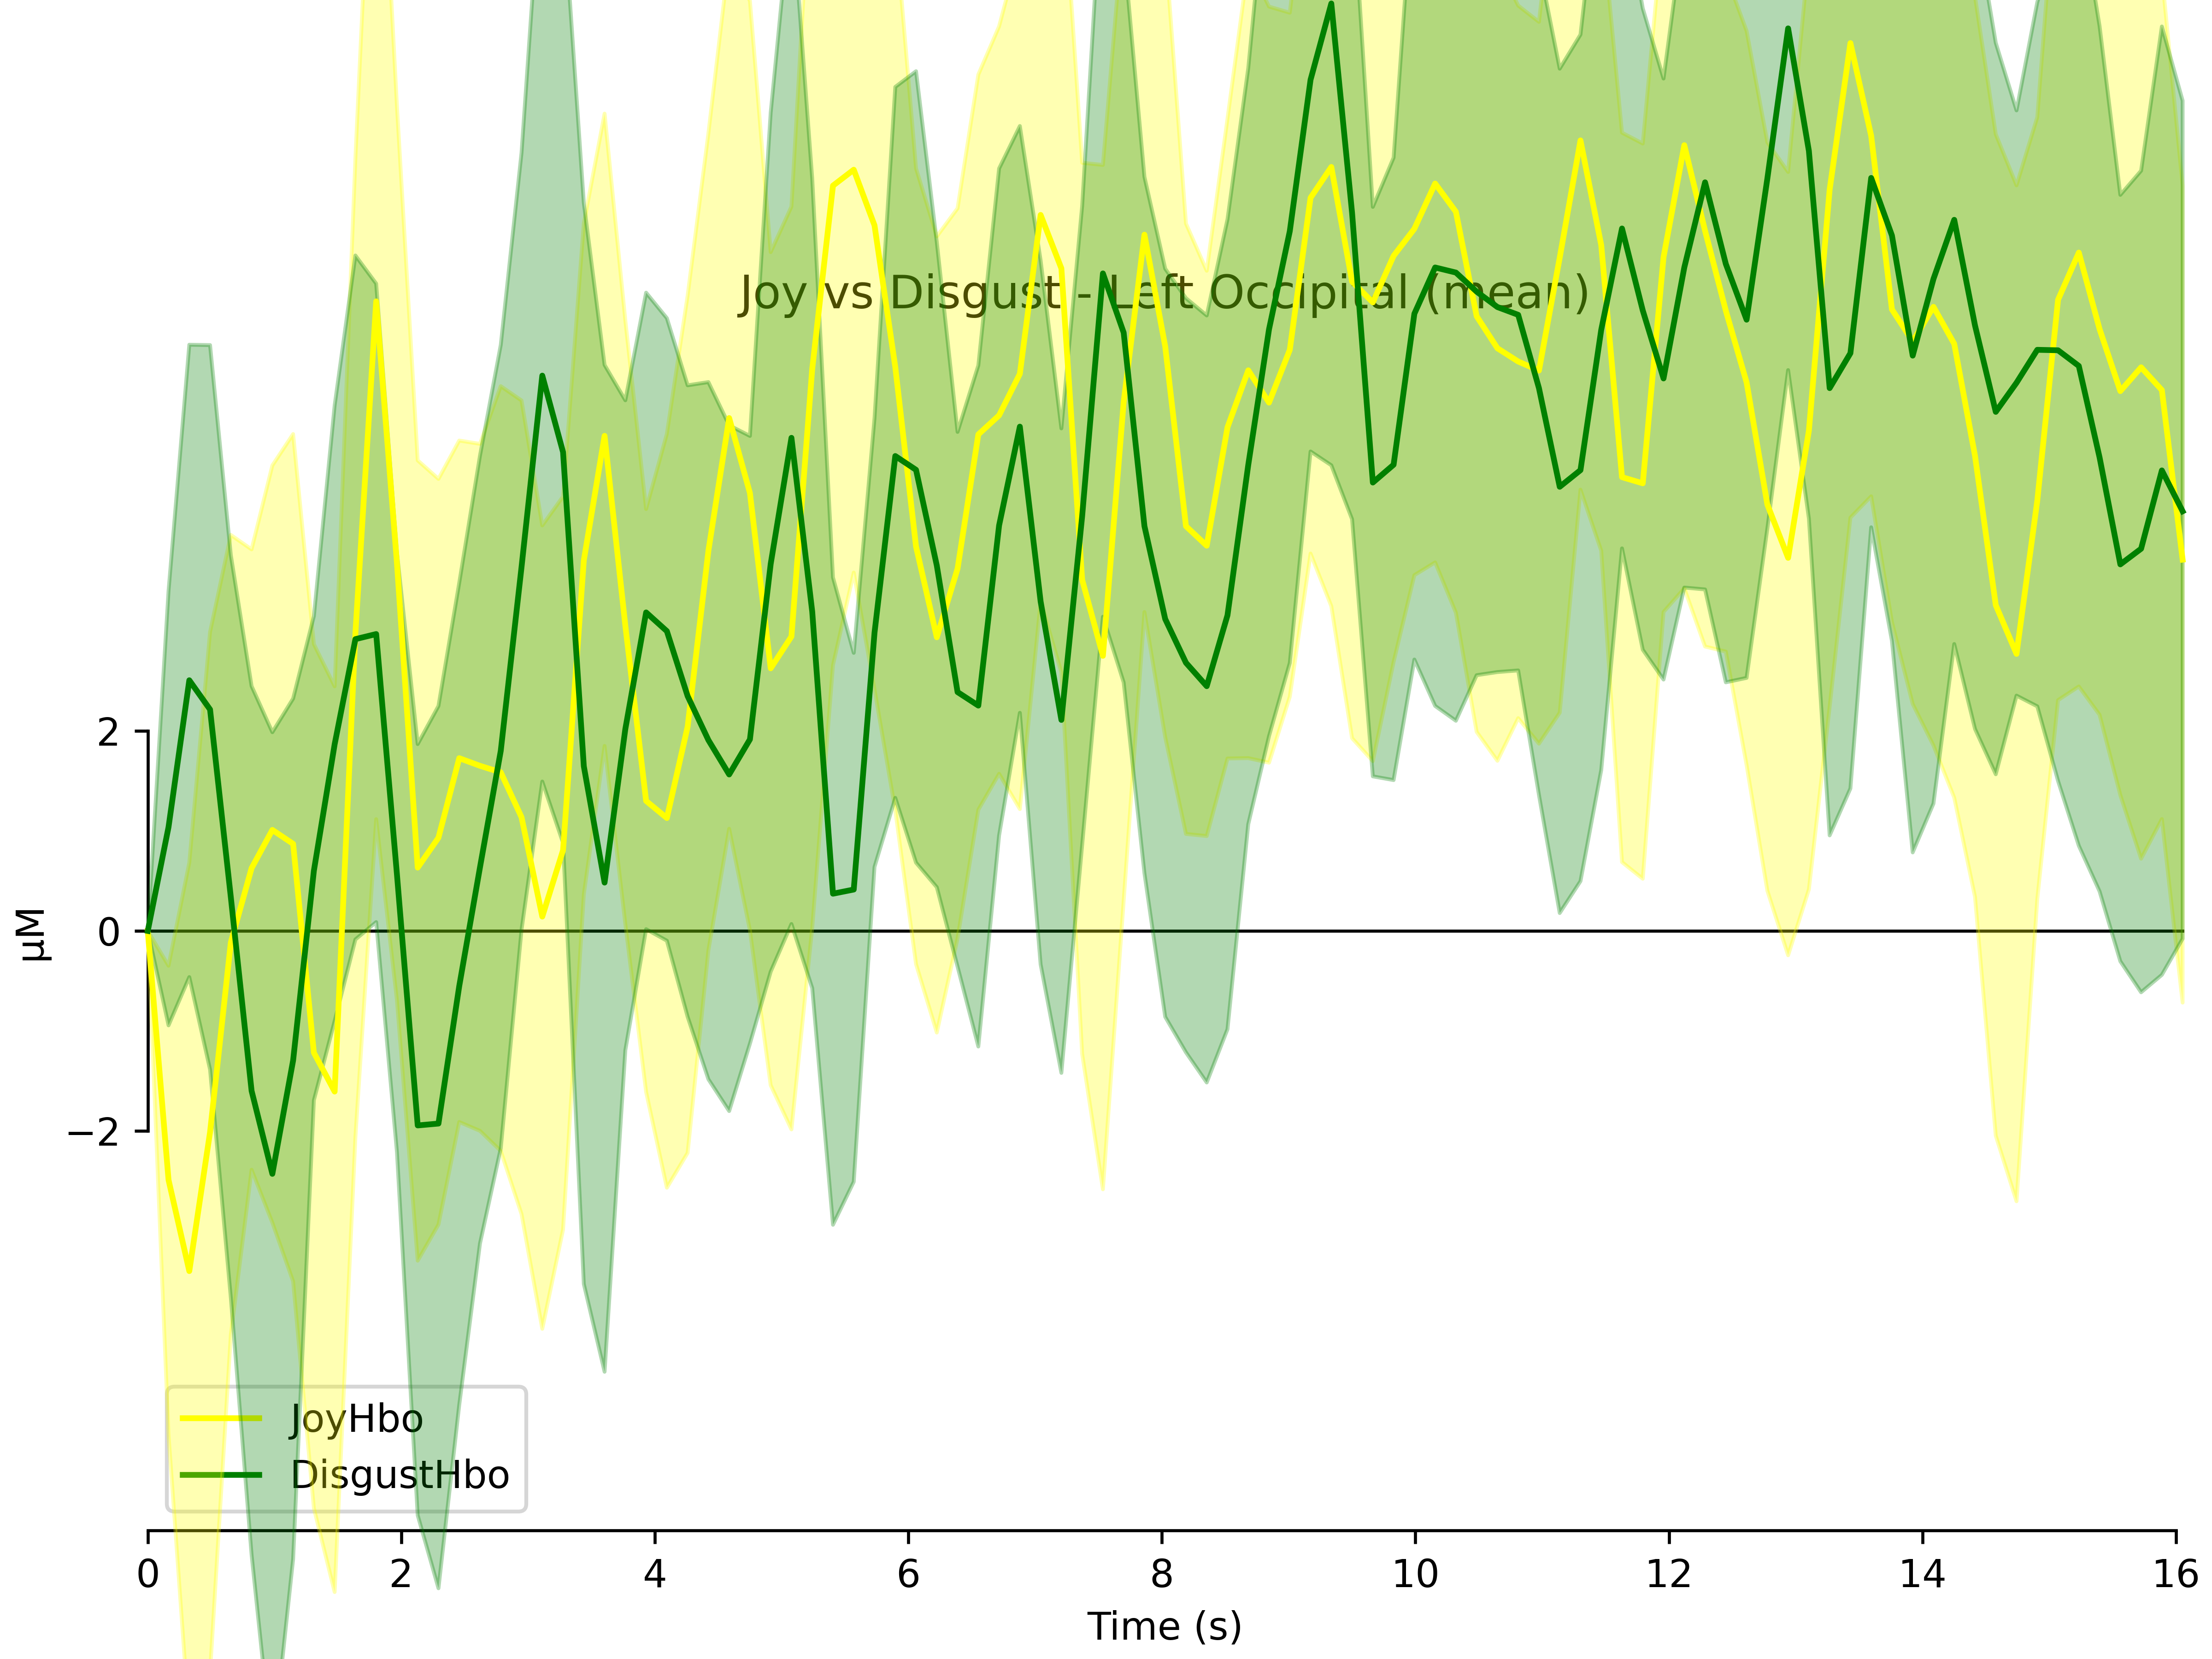 Joy vs Disgust - Left Occipital (mean)
2
0
−2
µM
JoyHbo
DisgustHbo
0 2 4 6 8 10 12 14 16
Time (s)